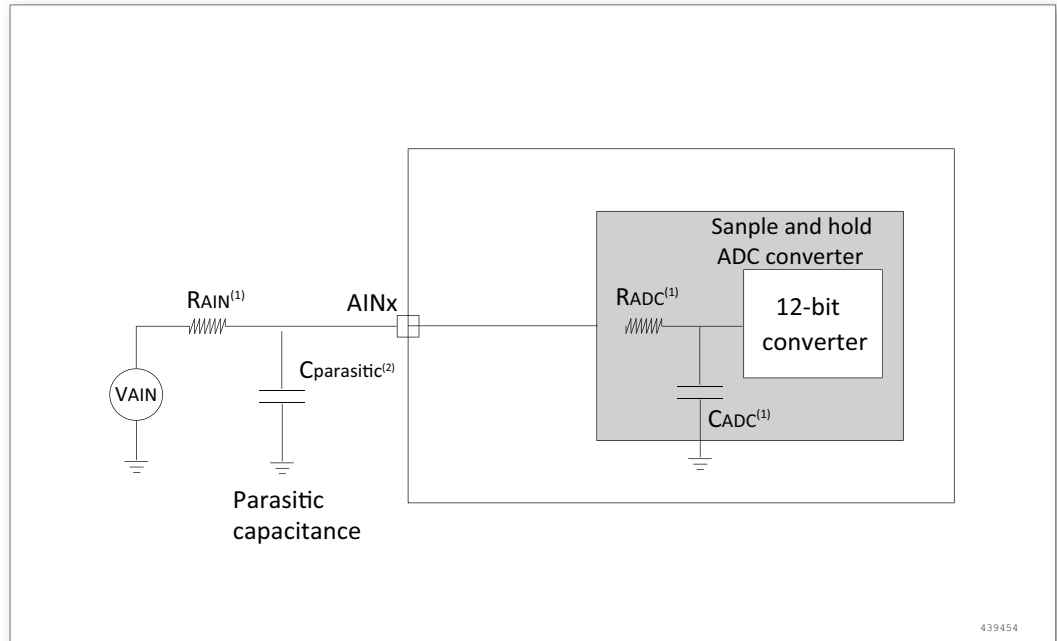 Sanple and hold
ADC converter
RAIN(1)
AINx
RADC(1)
12-bit
converter
Cparasitic(2)
VAIN
CADC(1)
Parasitic
capacitance
439454